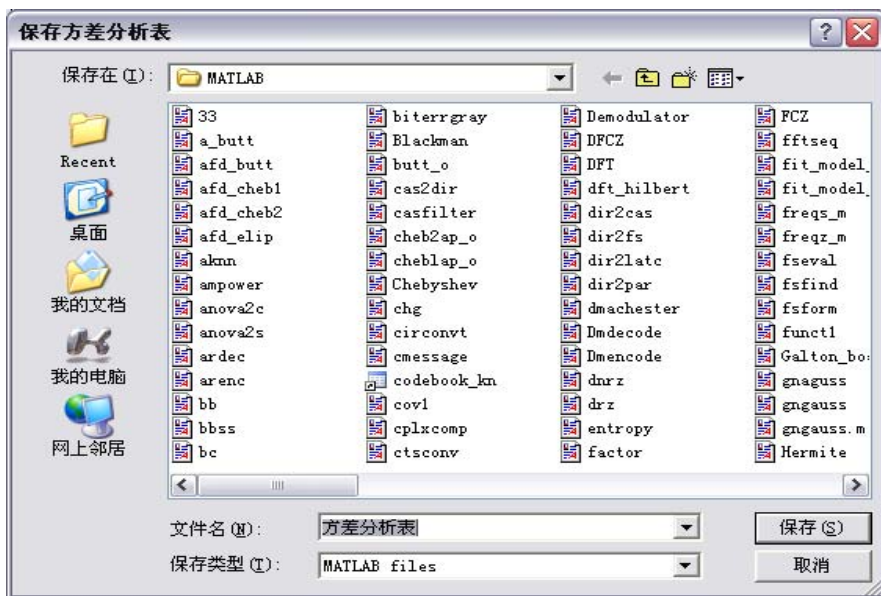 保存方差分析表
保存在(I):
MATLAB
Recent
桌面
我的文档
我的电脑
网上邻居
33
a_butt
afd_butt
afd_cheb1
afd_cheb2
afd_elip
aknn
ampower
anova2c
anova2s
ardec
arenc
bb
bbss
bc
biterrgray
Blackman
butt_o
cas2dir
casfilter
cheb2ap_o
cheb1ap_o
Chebyshev
chg
circonvt
cmessage
codebook_kn
cov1
cplxcomp
ctsconv
Demodulator
DFCZ
DFT
dft_hilbert
dir2cas
dir2fs
dir2latc
dir2par
dmachester
Dmdecode
Dmencode
dnrz
drz
entropy
factor
FCZ
fftseq
fit_model_
fit_model_
freqs_m
freqz_m
fseval
fsfind
fsform
funct1
Galton_bo
gnaguss
gngauss
gngauss.m
Hermite
文件名(N):
方差分析表
保存(S)
保存类型(T):
MATLAB files
取消